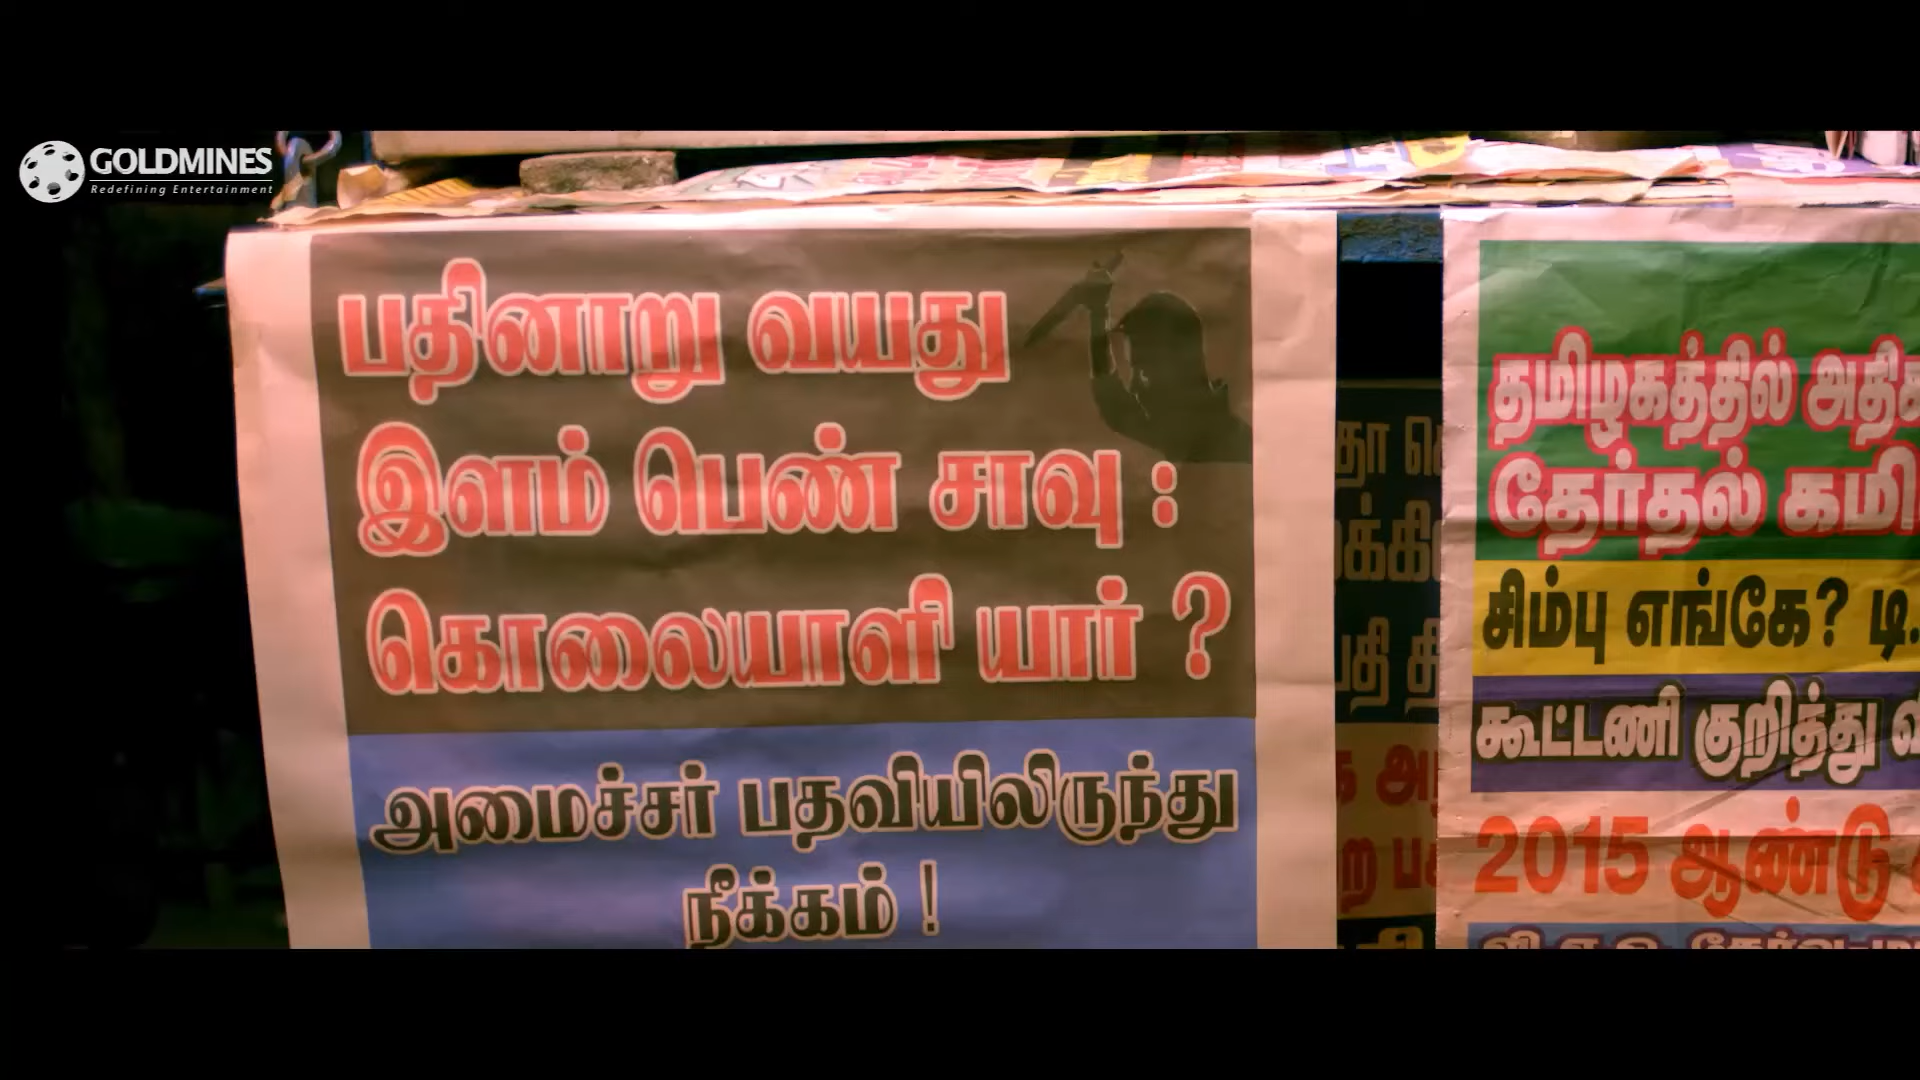 GOLDMINES
Redefining Entertainment
பதினாறு வயது
இளம் பெண் சாவு :
கொலையாளி யார் ?
அமைச்சர் பதவியிலிருந்து
நீக்கம் !
தமிழகத்தில்
தேர்தல்
சிம்பு எங்கே? டி.
கூட்டணி குறித்து
2015 ஆண்டு